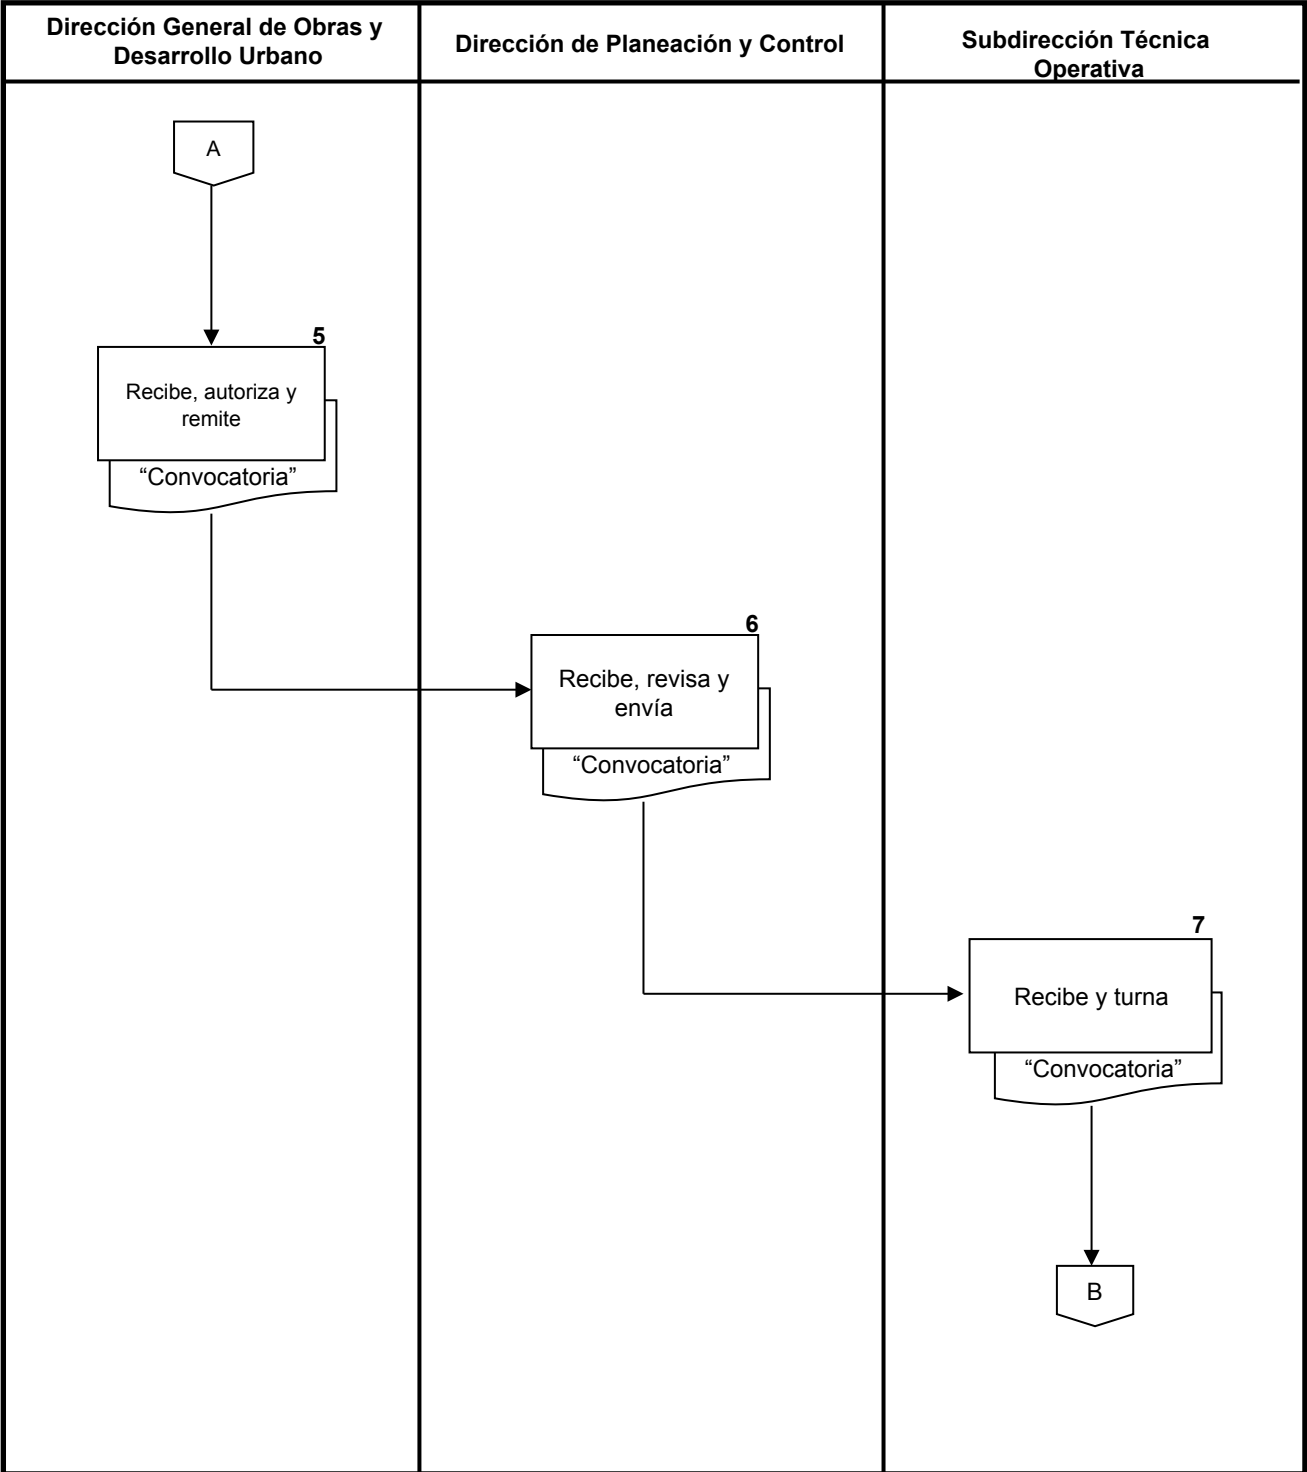 Dirección General de Obras y
Desarrollo Urbano
Dirección de Planeación y Control
Subdirección Técnica
Operativa
A
5
Recibe, autoriza y
remite
“Convocatoria”
6
Recibe, revisa y
envía
“Convocatoria”
7
Recibe y turna
“Convocatoria”
B